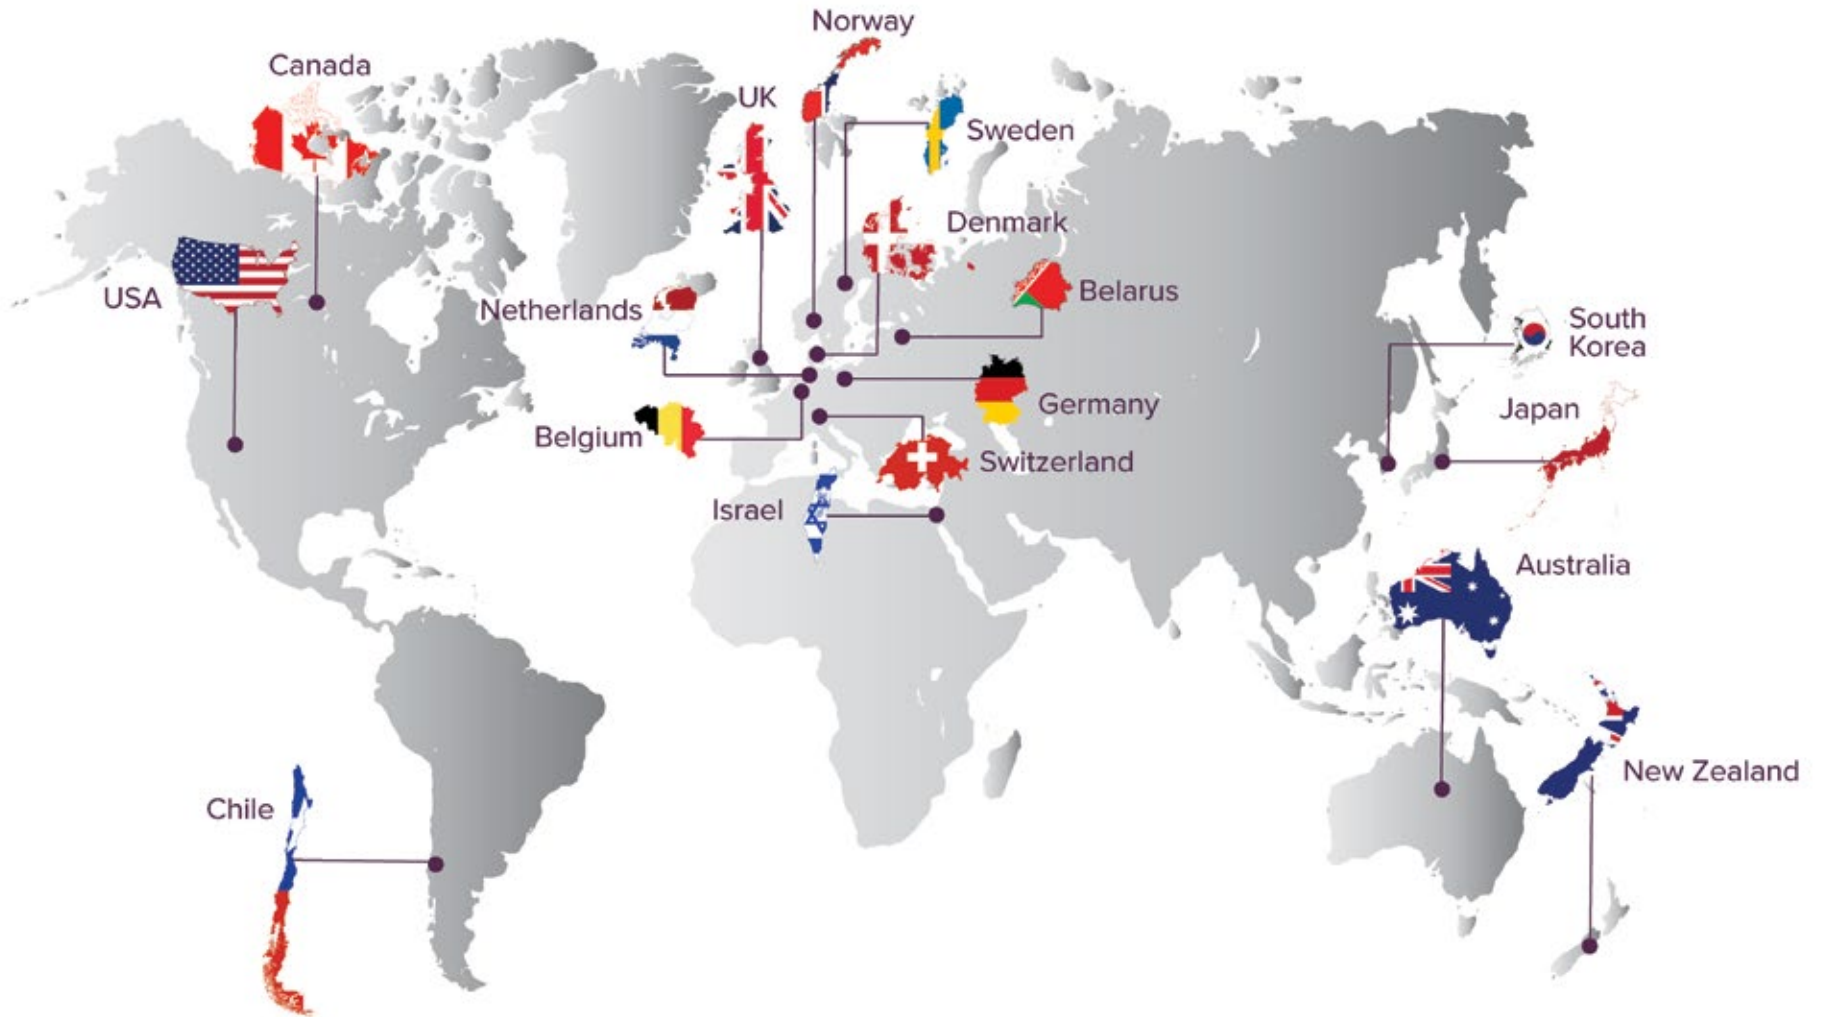 Norway
Canada
UK
Sweden
Denmark
USA
Netherlands
Belarus
South
Korea
Germany
Japan
Belgium
Switzerland
Israel
Australia
New Zealand
Chile